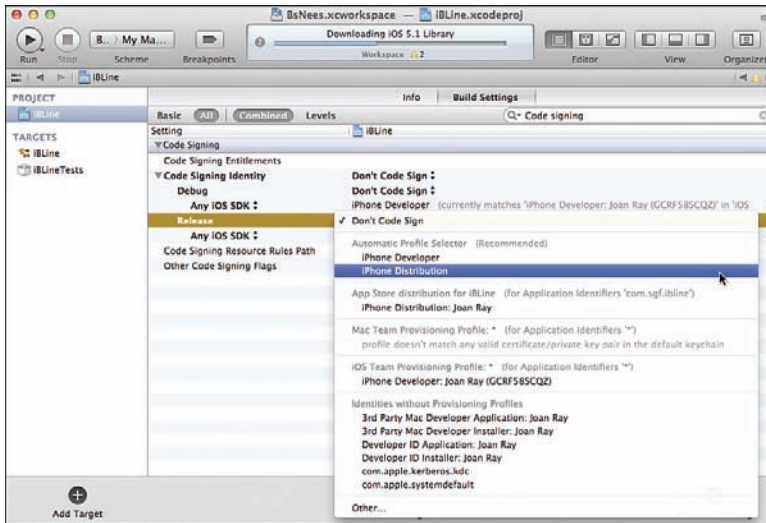 BsNees.xcworkspace — iBLine.xcodeproj
B.. › My Ma...
Run Stop Scheme Breakpoints
Downloading iOS 5.1 Library
Workspace 2
Editor View Organizer
iBLine
PROJECT
iBLine
TARGETS
iBLine
iBLineTests
Info Build Settings
Basic All Combined Levels
Code signing
Setting iBLine
Code Signing
Code Signing Entitlements
Code Signing Identity Don't Code Sign
Debug Don't Code Sign
Any iOS SDK iPhone Developer (currently matches 'iPhone Developer: Joan Ray (GCRF58SCQZ)' in 'iOS
Release
Any iOS SDK
Code Signing Resource Rules Path
Other Code Signing Flags
✓ Don't Code Sign
Automatic Profile Selector (Recommended)
iPhone Developer
iPhone Distribution
App Store distribution for iBLine (for Application Identifiers 'com.sgf.ibline')
iPhone Distribution: Joan Ray
Mac Team Provisioning Profile: * (for Application Identifiers '*')
profile doesn't match any valid certificate/private key pair in the default keychain
iOS Team Provisioning Profile: * (for Application Identifiers '*')
iPhone Developer: Joan Ray (GCRF58SCQZ)
Identities without Provisioning Profiles
3rd Party Mac Developer Application: Joan Ray
3rd Party Mac Developer Installer: Joan Ray
Developer ID Application: Joan Ray
Developer ID Installer: Joan Ray
com.apple.kerberos.kdc
com.apple.systemdefault
Other...
Add Target